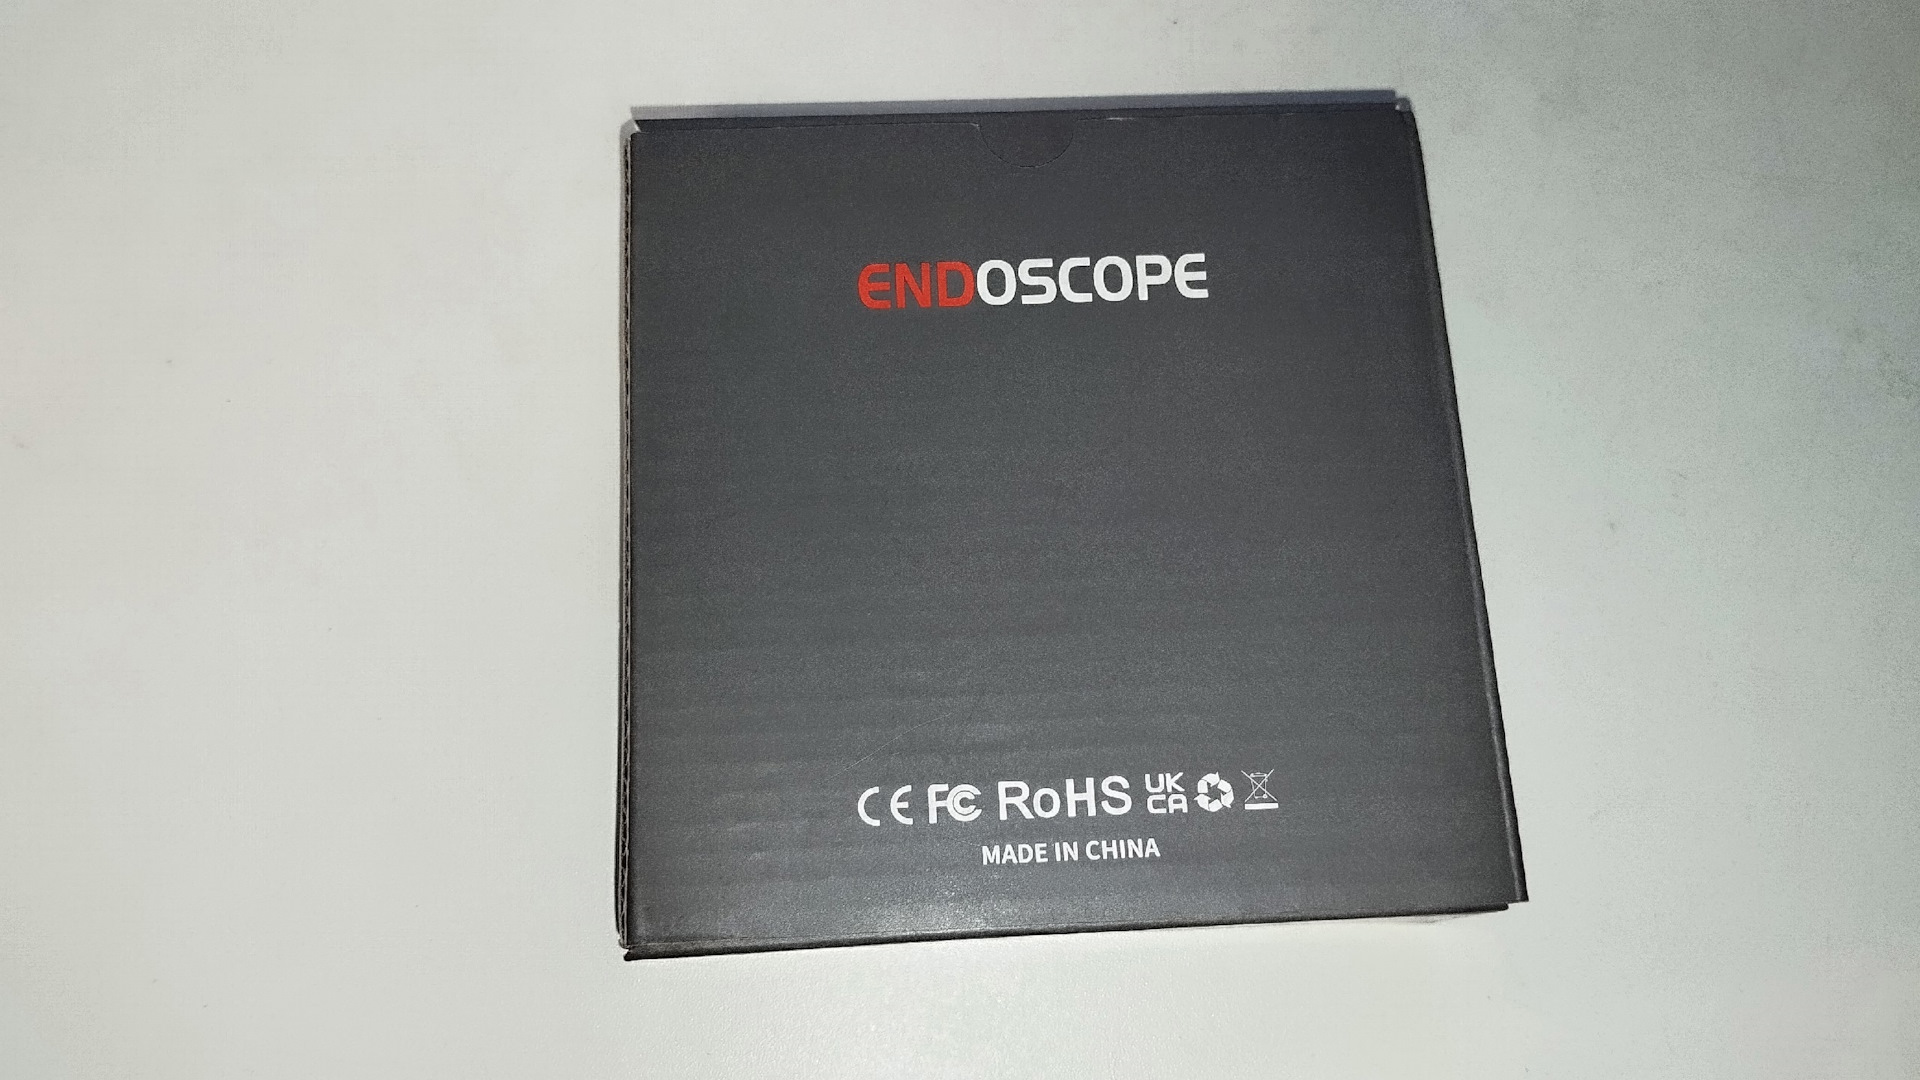 ENDOSCOPE
CE FC RoHS UK CA
MADE IN CHINA